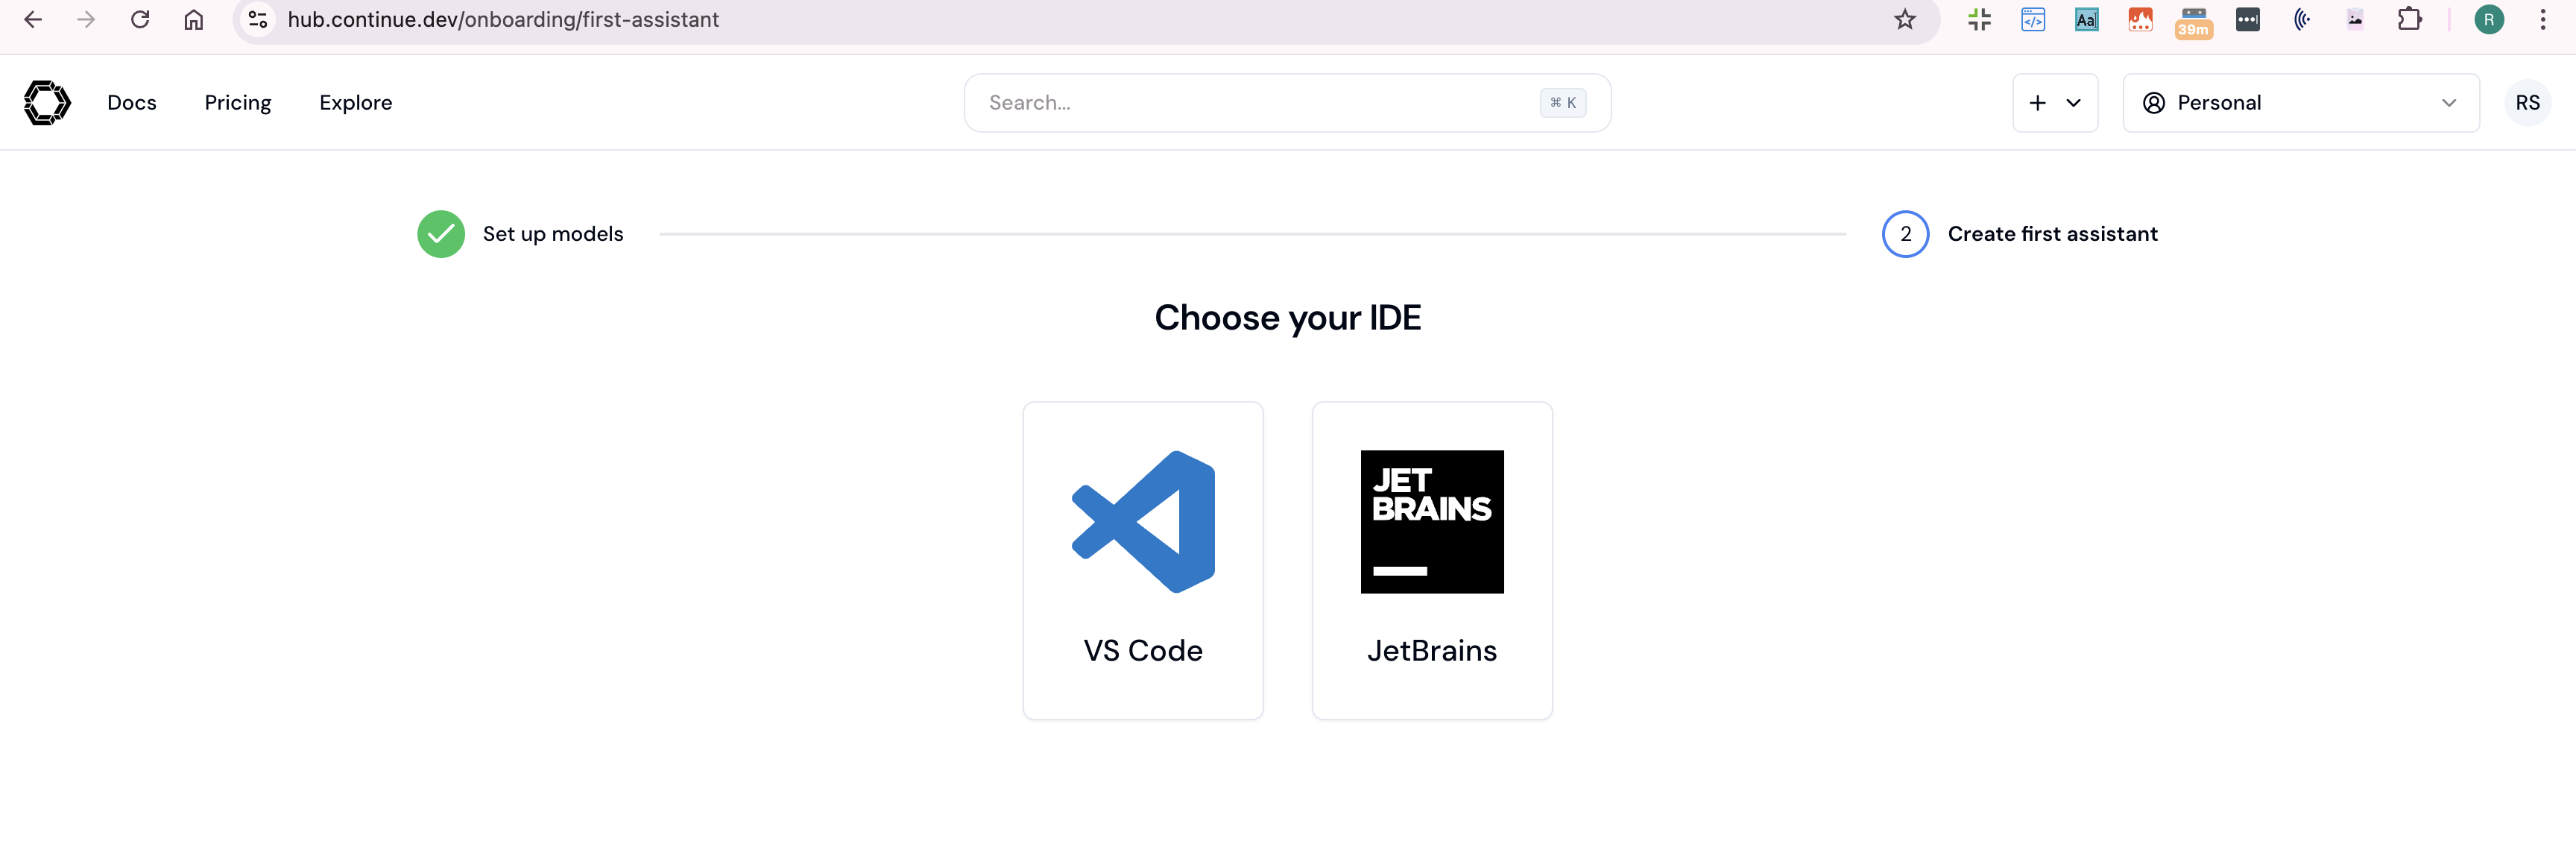 hub.continue.dev/onboarding/first-assistant
39m
R
Docs Pricing Explore
Search...
⌘ K
+
Personal
RS
Set up models
2
Create first assistant
Choose your IDE
JET
BRAINS
VS Code
JetBrains